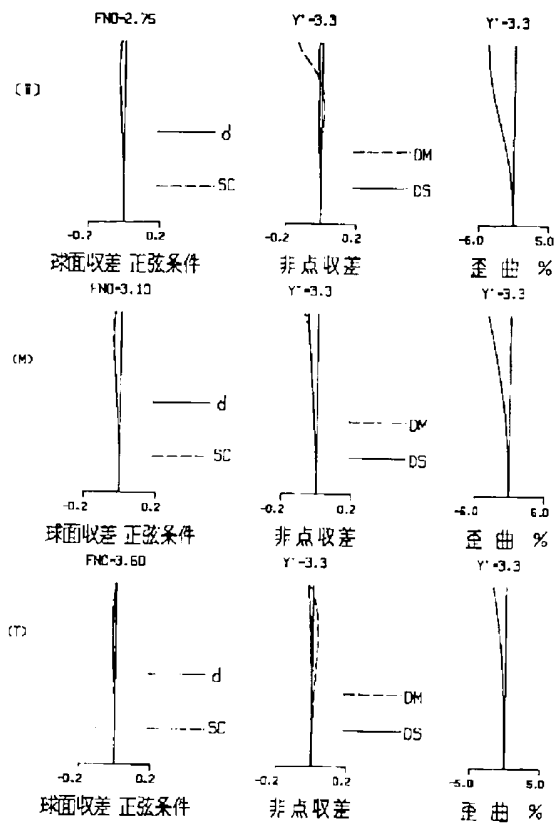 FNO-2.75 Y'-3.3 Y'-3.3
(W)
d
SC
DM
DS
-0.2 0.2 -0.2 0.2 -6.0 5.0
球面収差 正弦条件 非点収差 歪曲 %
FNO-3.10 Y'-3.3 Y'-3.3
(M)
d
SC
DM
DS
-0.2 0.2 -0.2 0.2 -6.0 6.0
球面収差 正弦条件 非点収差 歪曲 %
FNO-3.60 Y'-3.3 Y'=3.3
(T)
d
SC
DM
DS
-0.2 0.2 -0.2 0.2 -5.0 5.0
球面収差 正弦条件 非点収差 歪曲 %